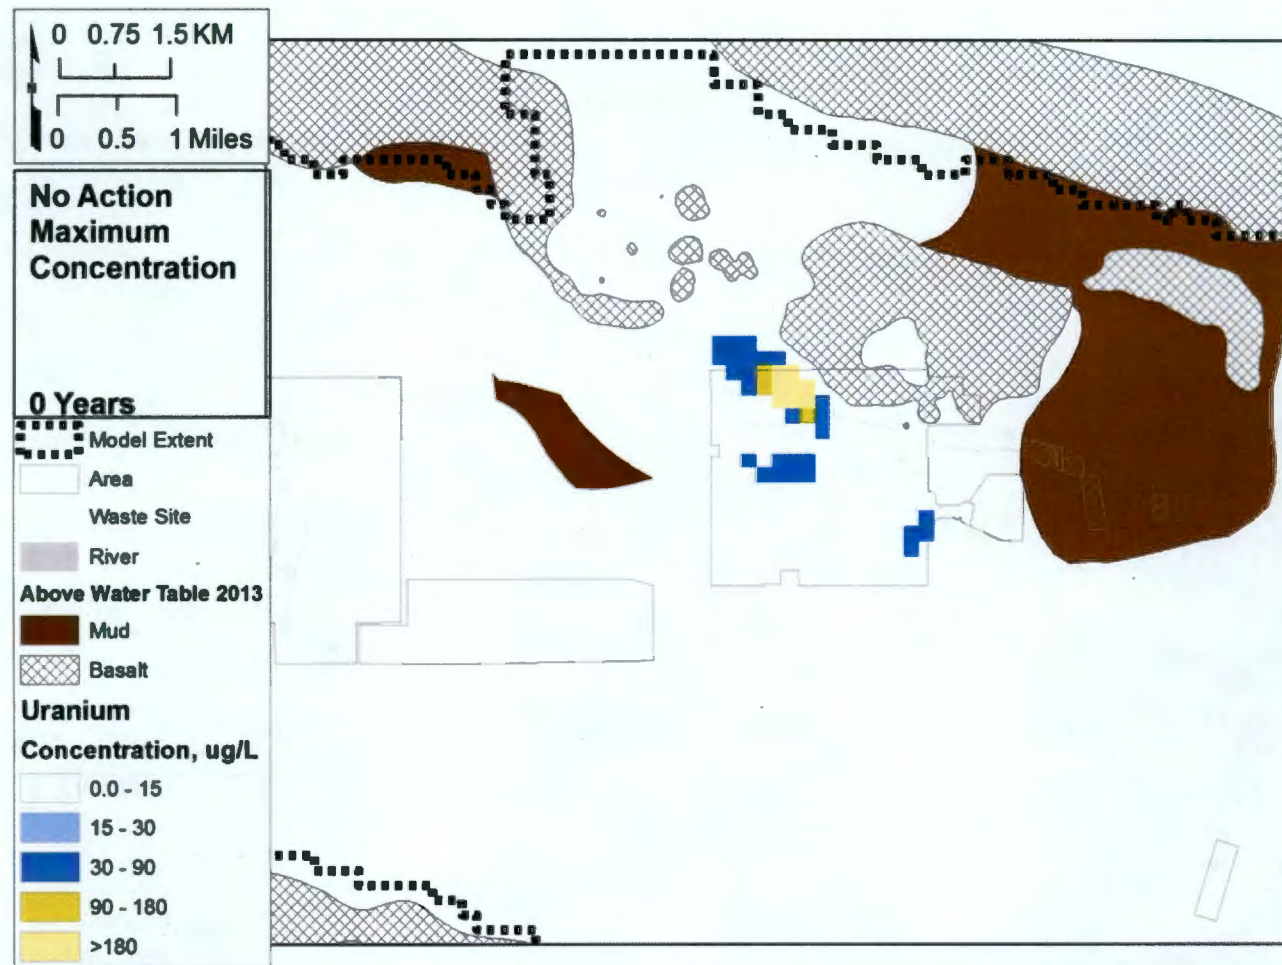 0 0.75 1.5 KM
0 0.5 1 Miles
No Action
Maximum
Concentration
0 Years
Model Extent
Area
Waste Site
River
Above Water Table 2013
Mud
Basalt
Uranium
Concentration, ug/L
0.0 - 15
15 - 30
30 - 90
90 - 180
>180